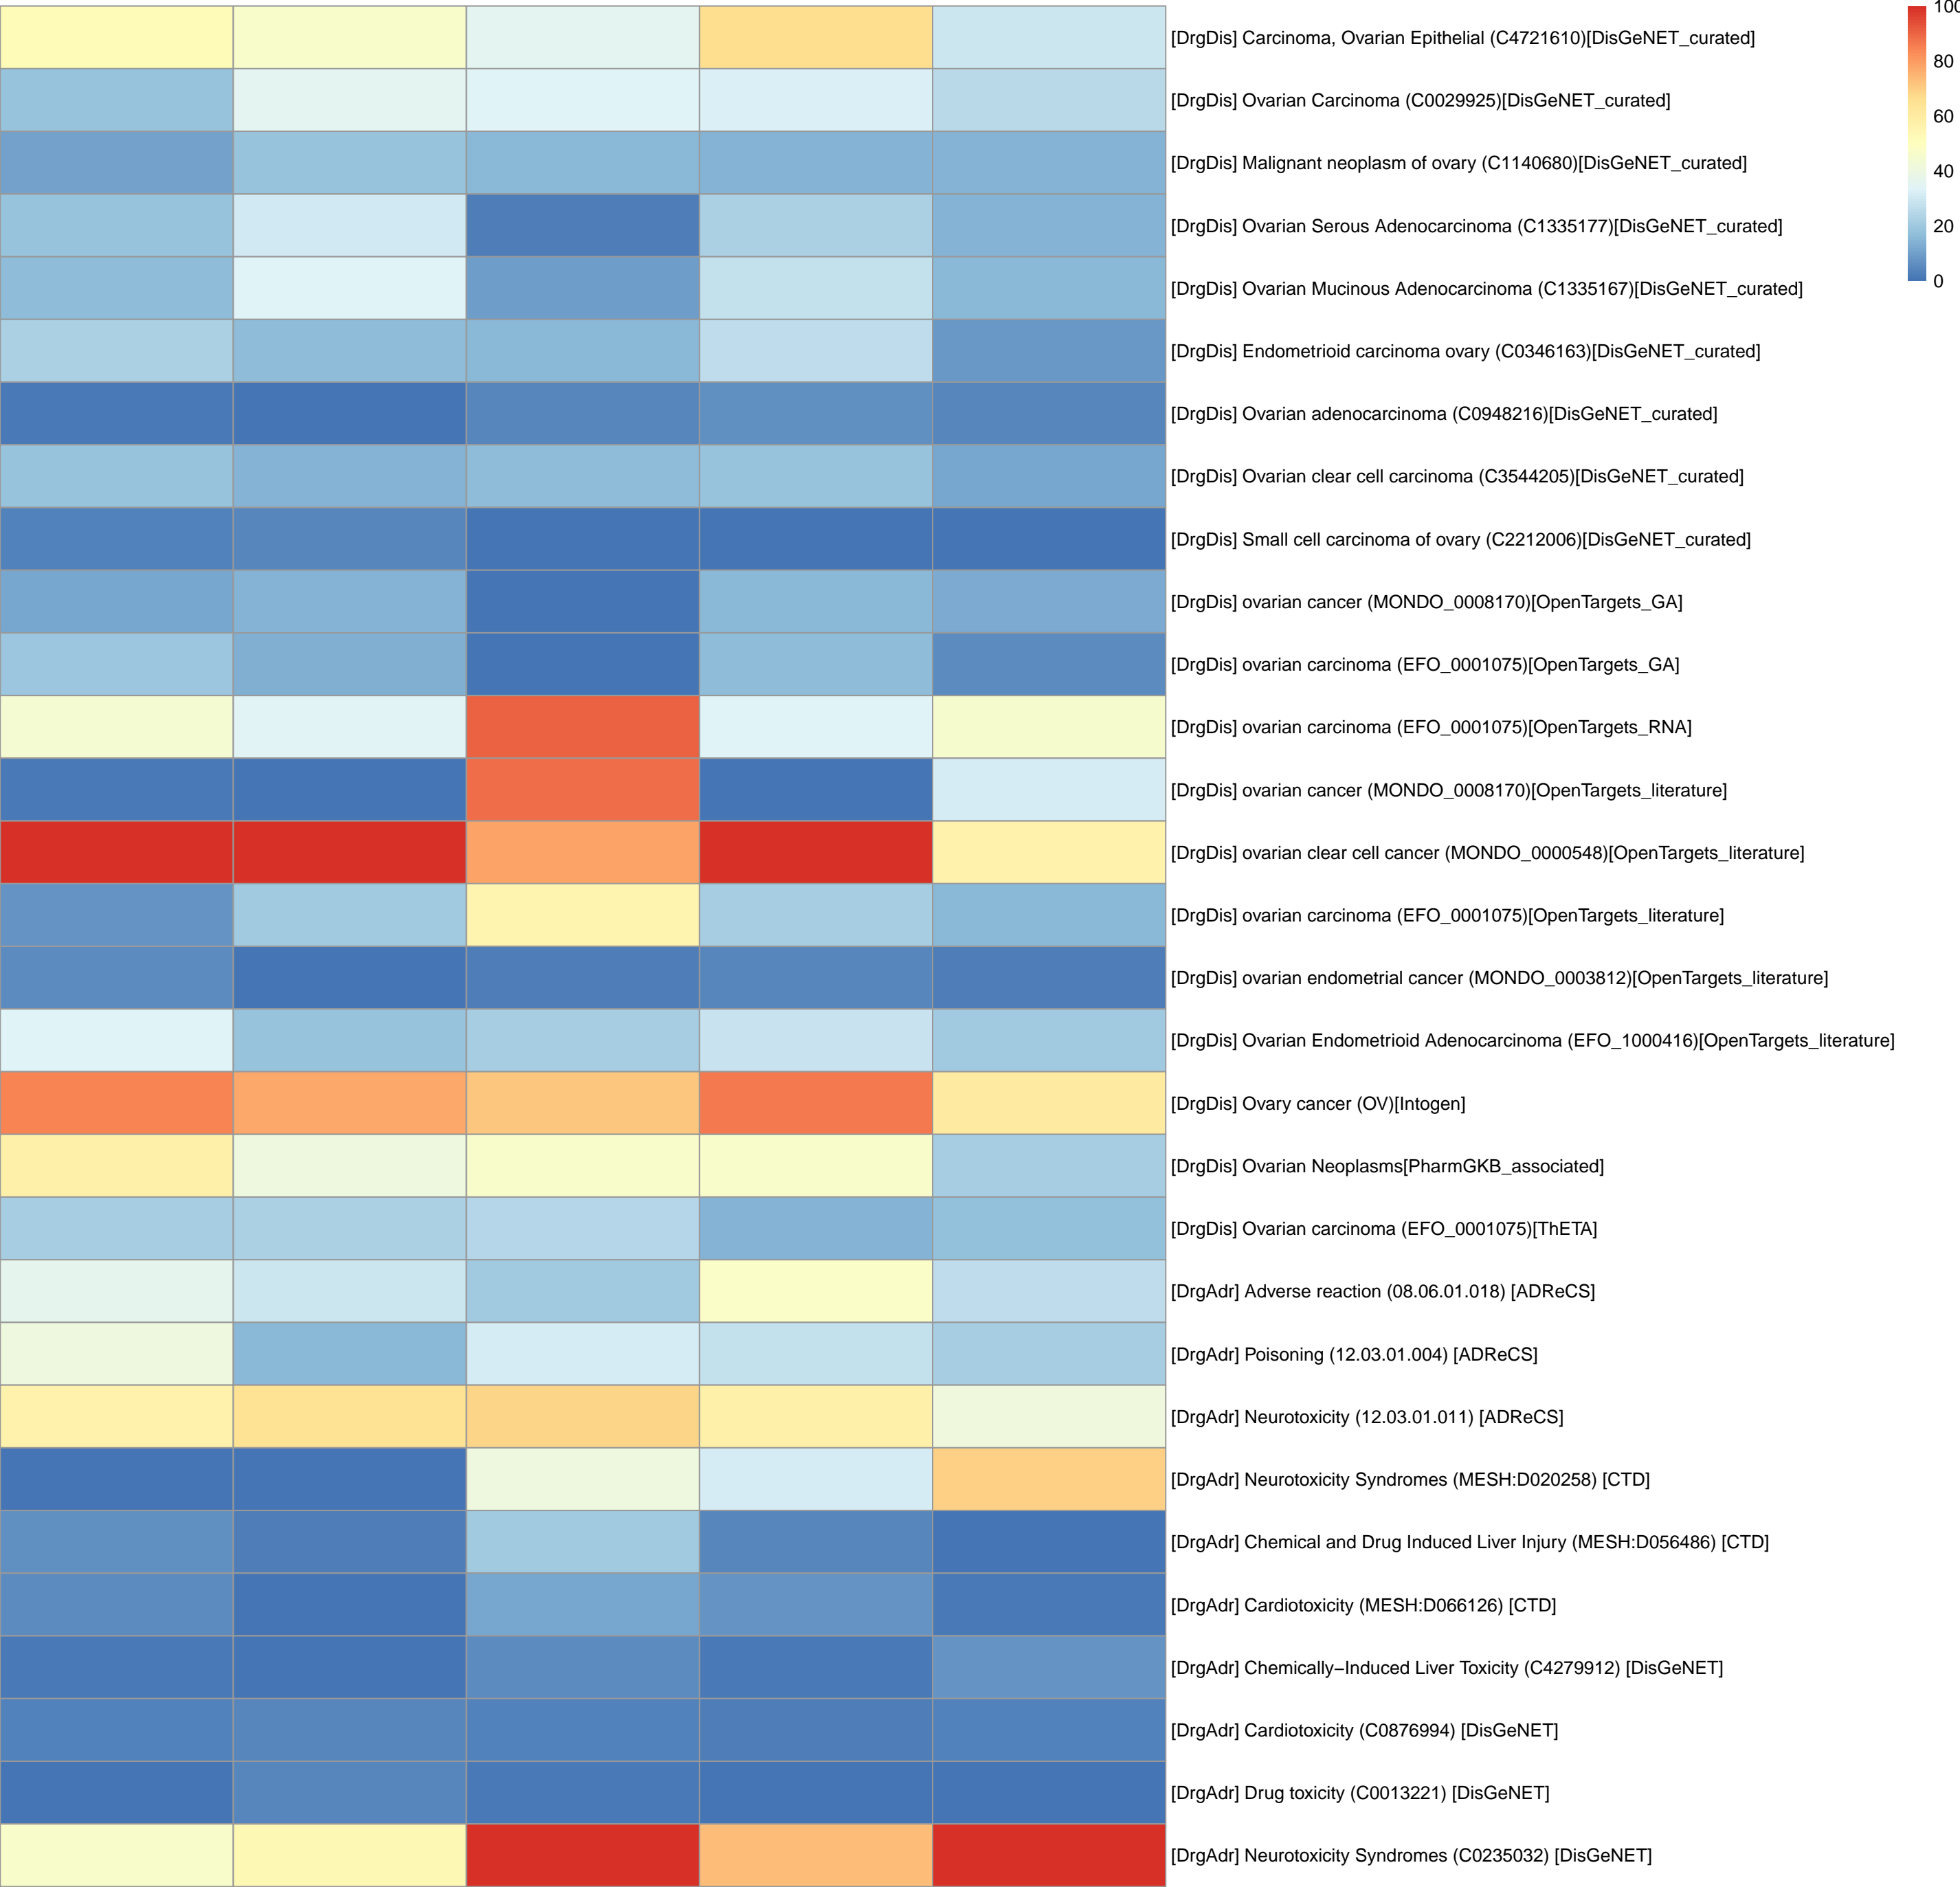 [DrgDis] Carcinoma, Ovarian Epithelial (C4721610)[DisGeNET_curated]
[DrgDis] Ovarian Carcinoma (C0029925)[DisGeNET_curated]
[DrgDis] Malignant neoplasm of ovary (C1140680)[DisGeNET_curated]
[DrgDis] Ovarian Serous Adenocarcinoma (C1335177)[DisGeNET_curated]
[DrgDis] Ovarian Mucinous Adenocarcinoma (C1335167)[DisGeNET_curated]
[DrgDis] Endometrioid carcinoma ovary (C0346163)[DisGeNET_curated]
[DrgDis] Ovarian adenocarcinoma (C0948216)[DisGeNET_curated]
[DrgDis] Ovarian clear cell carcinoma (C3544205)[DisGeNET_curated]
[DrgDis] Small cell carcinoma of ovary (C2212006)[DisGeNET_curated]
[DrgDis] ovarian cancer (MONDO_0008170)[OpenTargets_GA]
[DrgDis] ovarian carcinoma (EFO_0001075)[OpenTargets_GA]
[DrgDis] ovarian carcinoma (EFO_0001075)[OpenTargets_RNA]
[DrgDis] ovarian cancer (MONDO_0008170)[OpenTargets_literature]
[DrgDis] ovarian clear cell cancer (MONDO_0000548)[OpenTargets_literature]
[DrgDis] ovarian carcinoma (EFO_0001075)[OpenTargets_literature]
[DrgDis] ovarian endometrial cancer (MONDO_0003812)[OpenTargets_literature]
[DrgDis] Ovarian Endometrioid Adenocarcinoma (EFO_1000416)[OpenTargets_literature]
[DrgDis] Ovary cancer (OV)[Intogen]
[DrgDis] Ovarian Neoplasms[PharmGKB_associated]
[DrgDis] Ovarian carcinoma (EFO_0001075)[ThETA]
[DrgAdr] Adverse reaction (08.06.01.018) [ADReCS]
[DrgAdr] Poisoning (12.03.01.004) [ADReCS]
[DrgAdr] Neurotoxicity (12.03.01.011) [ADReCS]
[DrgAdr] Neurotoxicity Syndromes (MESH:D020258) [CTD]
[DrgAdr] Chemical and Drug Induced Liver Injury (MESH:D056486) [CTD]
[DrgAdr] Cardiotoxicity (MESH:D066126) [CTD]
[DrgAdr] Chemically−Induced Liver Toxicity (C4279912) [DisGeNET]
[DrgAdr] Cardiotoxicity (C0876994) [DisGeNET]
[DrgAdr] Drug toxicity (C0013221) [DisGeNET]
[DrgAdr] Neurotoxicity Syndromes (C0235032) [DisGeNET]
100
80
60
40
20
0